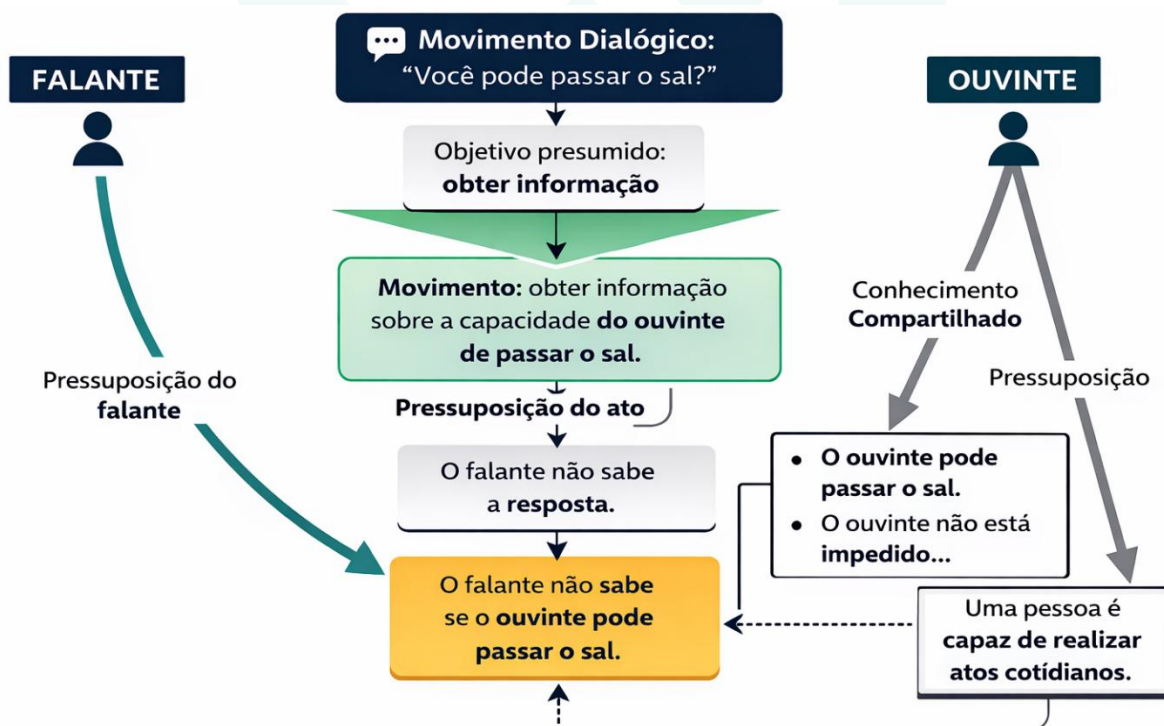 Movimento Dialógico:
“Você pode passar o sal?”
FALANTE
OUVINTE
Objetivo presumido:
obter informação
Movimento: obter informação
sobre a capacidade do ouvinte
de passar o sal.
Conhecimento
Compartilhado
Pressuposição do
falante
Pressuposição
Pressuposição do ato
O falante não sabe
a resposta.
• O ouvinte pode
passar o sal.
• O ouvinte não está
impedido...
O falante não sabe
se o ouvinte pode
passar o sal.
Uma pessoa é
capaz de realizar
atos cotídianos.